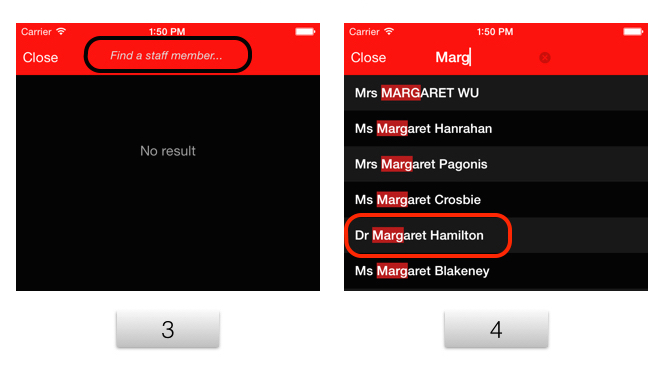 Carrier 1:50 PM
Close Find a staff member...
No result
3
Carrier 1:50 PM
Close Marg
Mrs MARGARET WU
Ms Margaret Hanrahan
Mrs Margaret Pagonis
Ms Margaret Crosbie
Dr Margaret Hamilton
Ms Margaret Blakeney
4